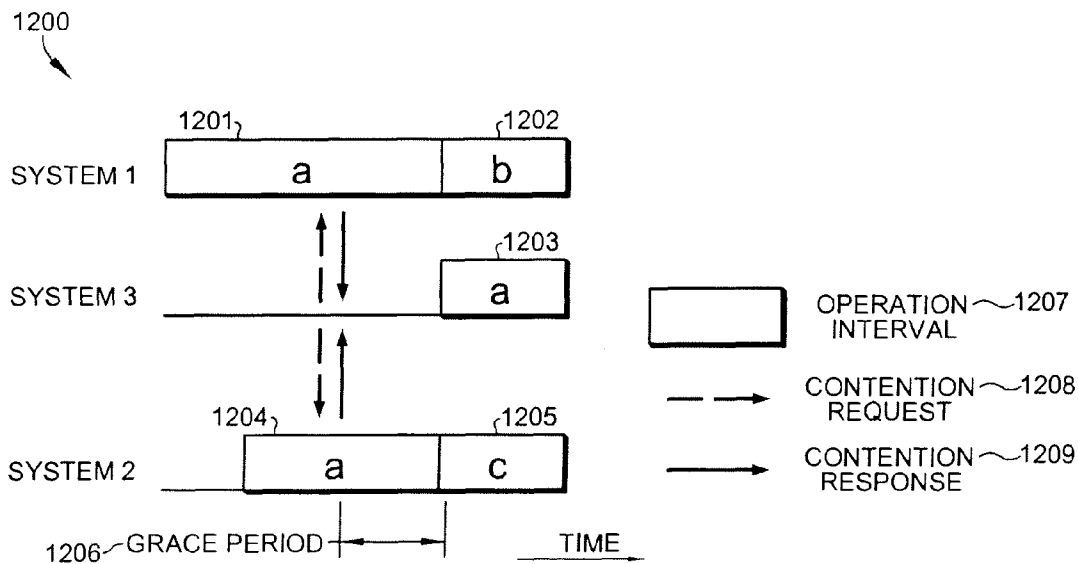 1200
1201
1202
SYSTEM 1
a
b
1203
SYSTEM 3
a
OPERATION
INTERVAL
1207
CONTENTION
REQUEST
1208
1204
1205
SYSTEM 2
a
c
CONTENTION
RESPONSE
1209
1206
GRACE PERIOD
TIME